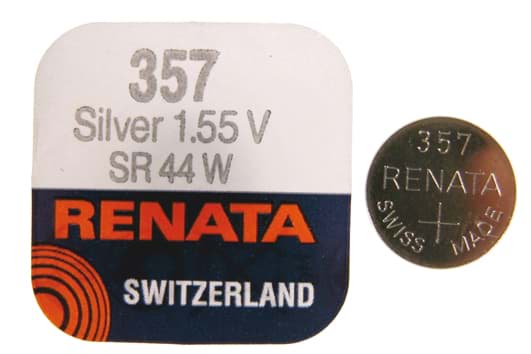 357
Silver 1.55 V
SR 44 W
RENATA
SWITZERLAND
357
RENATA
+
SWISS MADE